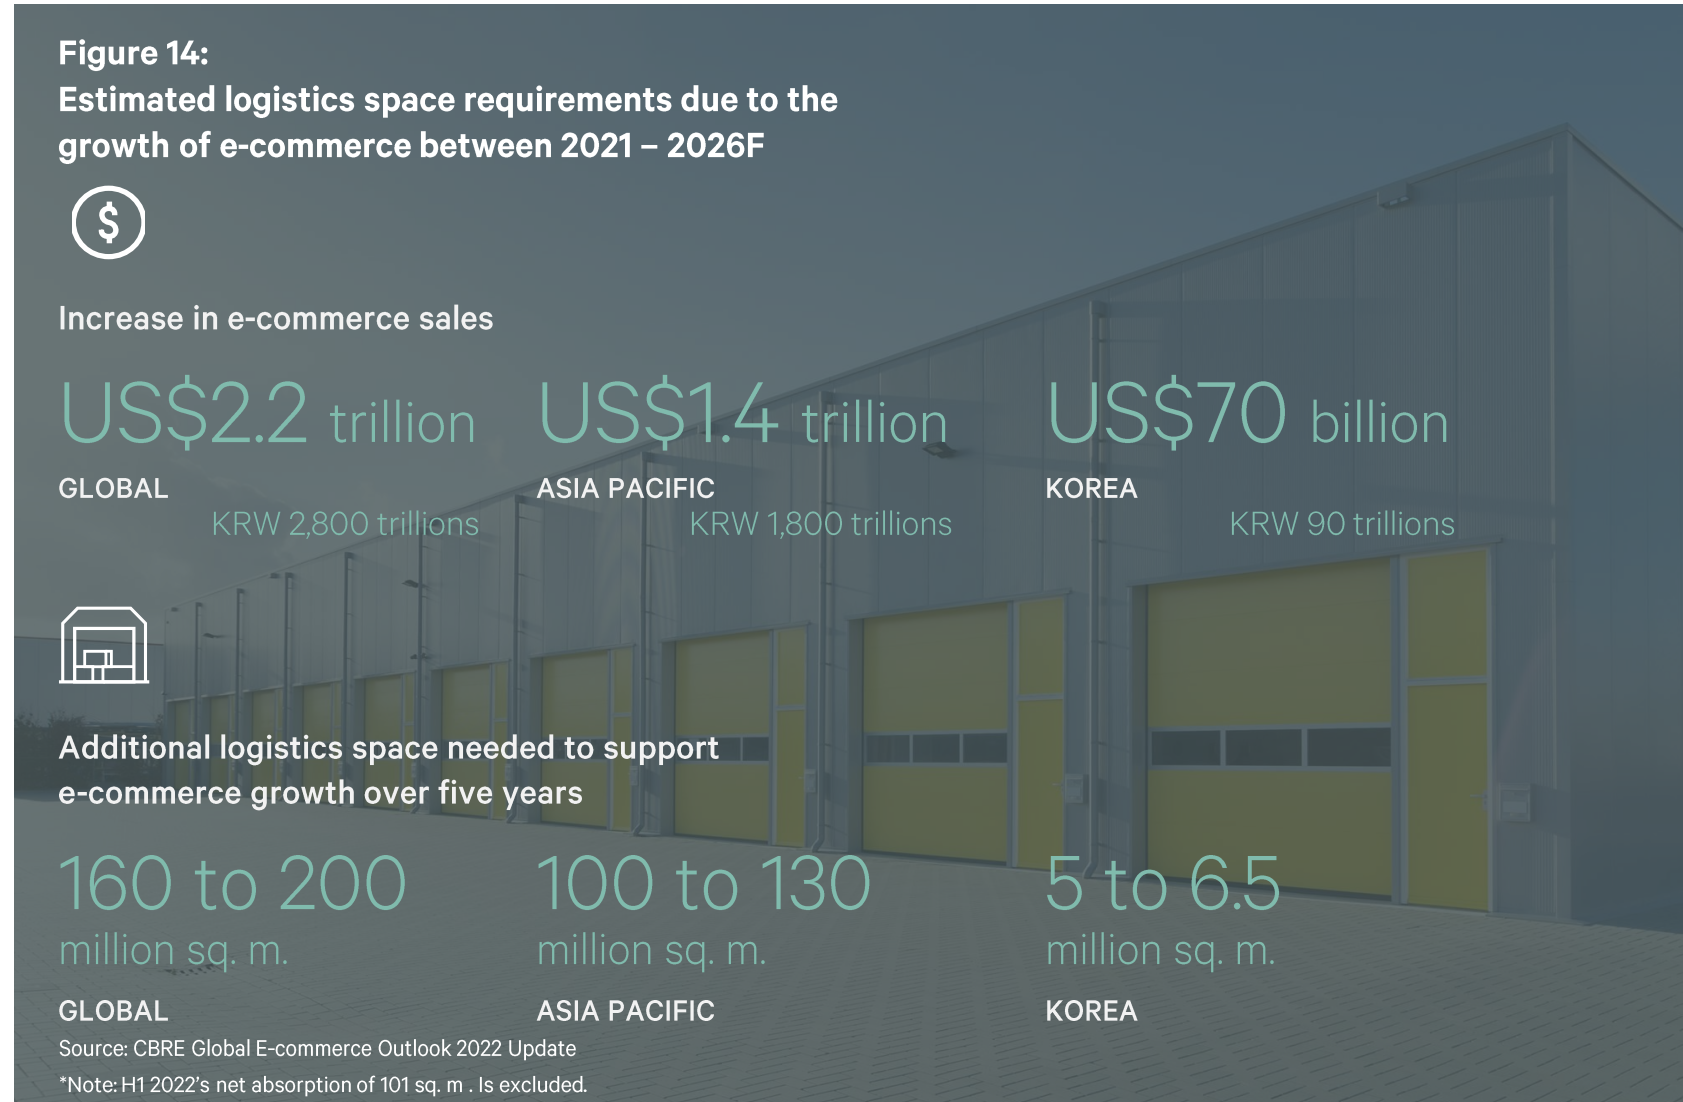 Figure 14:
Estimated logistics space requirements due to the
growth of e-commerce between 2021 – 2026F
$
Increase in e-commerce sales
US$2.2 trillion US$1.4 trillion US$70 billion
GLOBAL ASIA PACIFIC KOREA
KRW 2,800 trillions KRW 1,800 trillions KRW 90 trillions
Additional logistics space needed to support
e-commerce growth over five years
160 to 200 100 to 130 5 to 6.5
million sq. m. million sq. m. million sq. m.
GLOBAL ASIA PACIFIC KOREA
Source: CBRE Global E-commerce Outlook 2022 Update
*Note: H1 2022's net absorption of 101 sq. m . Is excluded.